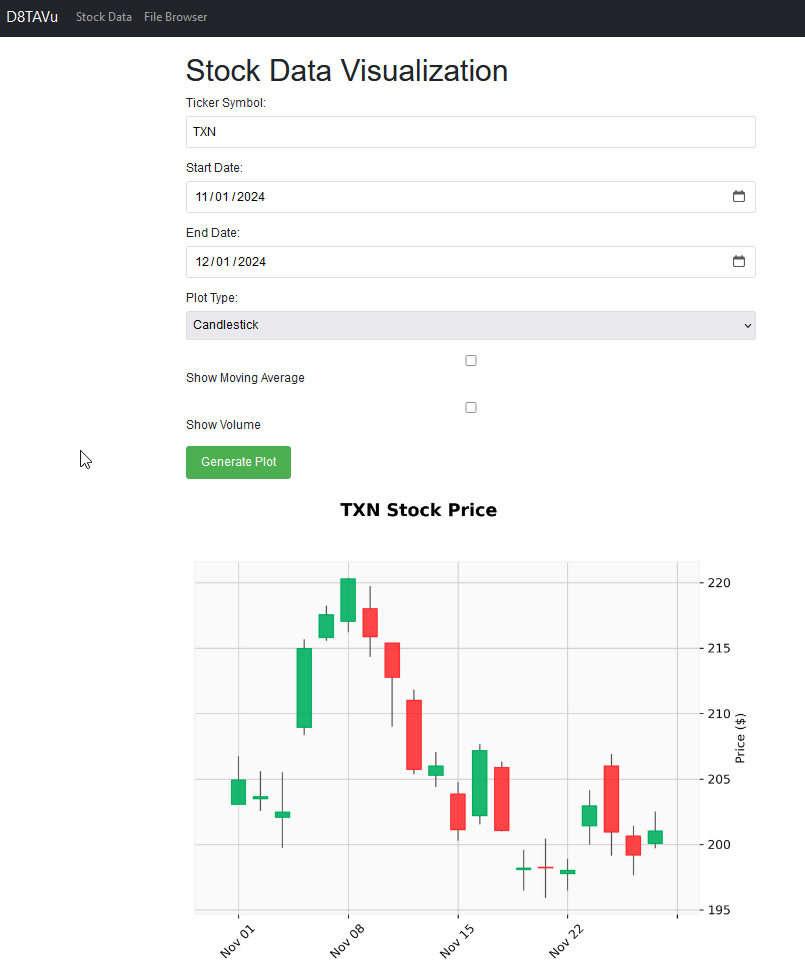 D8TAVu Stock Data File Browser
Stock Data Visualization
Ticker Symbol:
TXN
Start Date:
11/01/2024
End Date:
12/01/2024
Plot Type:
Candlestick
Show Moving Average
Show Volume
Generate Plot
TXN Stock Price
220
215
210
205
200
195
Price ($)
Nov 01
Nov 08
Nov 15
Nov 22